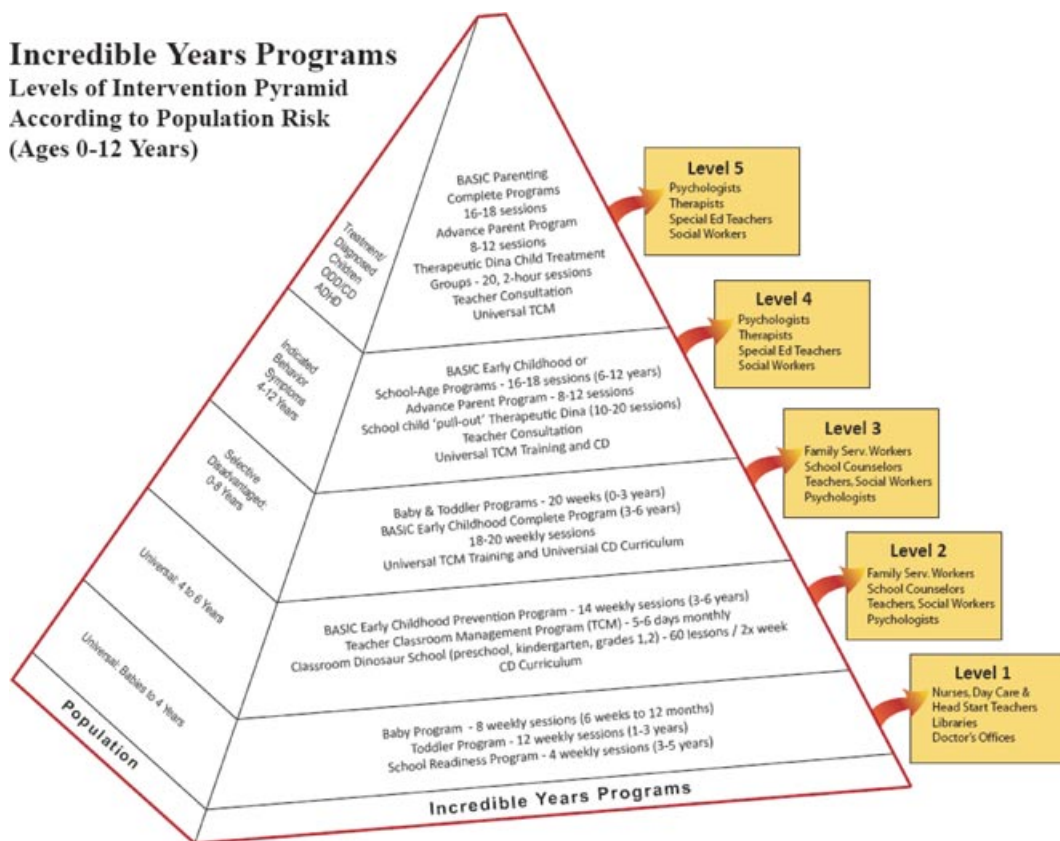 Incredible Years Programs
Levels of Intervention Pyramid
According to Population Risk
(Ages 0-12 Years)
Treatment/
Diagnosed
Children
ODD/CD
ADHD
BASIC Parenting
Complete Programs
16-18 sessions
Advance Parent Program
8-12 sessions
Therapeutic Dina Child Treatment
Groups - 20, 2-hour sessions
Teacher Consultation
Universal TCM
Level 5
Psychologists
Therapists
Special Ed Teachers
Social Workers
Indicated
Behavior
Symptoms
4-12 Years
BASIC Early Childhood or
School-Age Programs - 16-18 sessions (6-12 years)
Advance Parent Program - 8-12 sessions
School child 'pull-out' Therapeutic Dina (10-20 sessions)
Teacher Consultation
Universal TCM Training and CD
Level 4
Psychologists
Therapists
Special Ed Teachers
Social Workers
Selective
Disadvantaged:
0-8 Years
Baby & Toddler Programs - 20 weeks (0-3 years)
BASIC Early Childhood Complete Program (3-6 years)
18-20 weekly sessions
Universal TCM Training and Universial CD Curriculum
Level 3
Family Serv. Workers
School Counselors
Teachers, Social Workers
Psychologists
Universal: 4 to 6 Years
BASIC Early Childhood Prevention Program - 14 weekly sessions (3-6 years)
Teacher Classroom Management Program (TCM) - 5-6 days monthly
Classroom Dinosaur School (preschool, kindergarten, grades 1,2) - 60 lessons / 2x week
CD Curriculum
Level 2
Family Serv. Workers
School Counselors
Teachers, Social Workers
Psychologists
Universal: Babies to 4 Years
Baby Program - 8 weekly sessions (6 weeks to 12 months)
Toddler Program - 12 weekly sessions (1-3 years)
School Readiness Program - 4 weekly sessions (3-5 years)
Level 1
Nurses, Day Care &
Head Start Teachers
Libraries
Doctor's Offices
Population
Incredible Years Programs